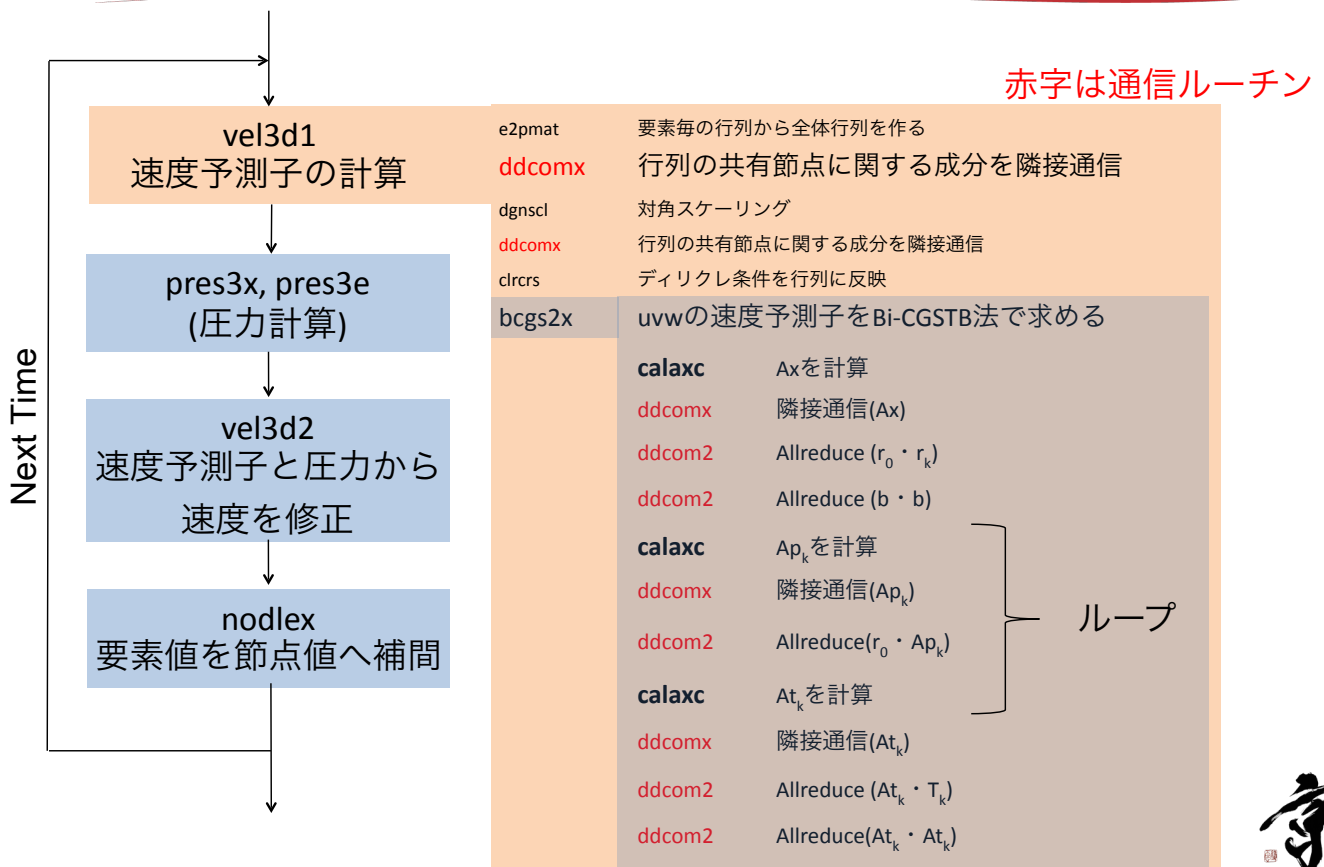 赤字は通信ルーチン
Next Time
vel3d1
速度予測子の計算
pres3x, pres3e
(圧力計算)
vel3d2
速度予測子と圧力から
速度を修正
nodlex
要素値を節点値へ補間
e2pmat 要素毎の行列から全体行列を作る
ddcomx 行列の共有節点に関する成分を隣接通信
dgnscl 対角スケーリング
ddcomx 行列の共有節点に関する成分を隣接通信
clrcrs ディリクレ条件を行列に反映
bcgs2x uvwの速度予測子をBi-CGSTB法で求める
calaxc Axを計算
ddcomx 隣接通信(Ax)
ddcom2 Allreduce (r₀・rₖ)
ddcom2 Allreduce (b・b)
calaxc Apₖを計算
ddcomx 隣接通信(Apₖ)
ddcom2 Allreduce(r₀・Apₖ)
calaxc Atₖを計算
ループ
ddcomx 隣接通信(Atₖ)
ddcom2 Allreduce (Atₖ・Tₖ)
ddcom2 Allreduce(Atₖ・Atₖ)